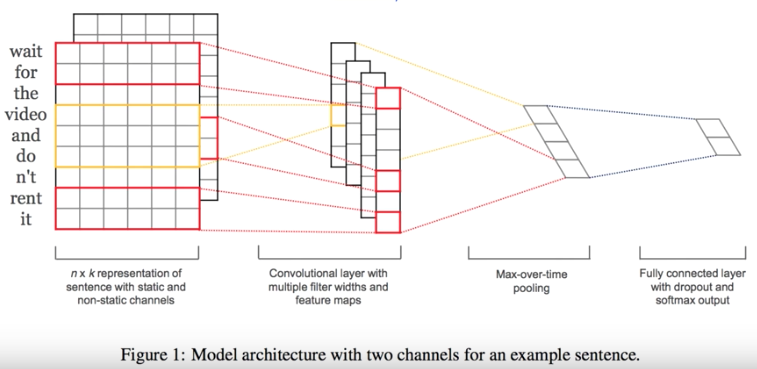 wait
for
the
video
and
do
n't
rent
it
n x k representation of
sentence with static and
non-static channels
Convolutional layer with
multiple filter widths and
feature maps
Max-over-time
pooling
Fully connected layer
with dropout and
softmax output
Figure 1: Model architecture with two channels for an example sentence.